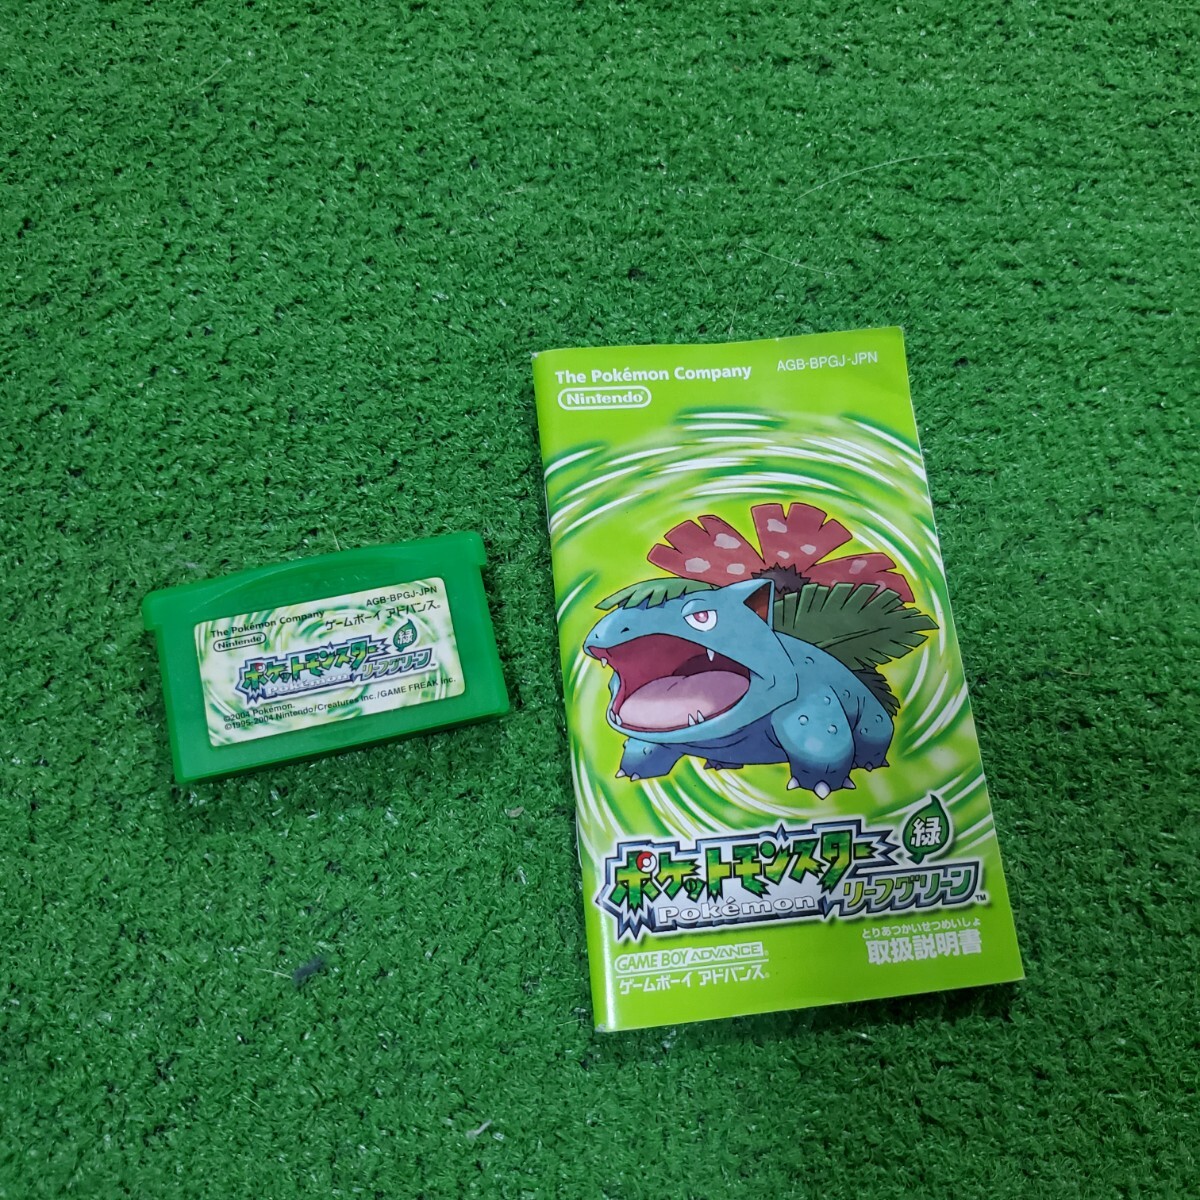 The Pokémon Company
AGB-BPGJ-JPN
Nintendo
ゲームボーイ アドバンス®
ポケットモンスター 緑
Pokémon
リーフグリーン
©2004 Pokémon.
©1995-2004 Nintendo/Creatures Inc./GAME FREAK inc.
The Pokémon Company
AGB-BPGJ-JPN
Nintendo®
ポケットモンスター 緑
Pokémon
リーフグリーン™
とりあつかいせつめいしょ
取扱説明書
GAME BOY ADVANCE
ゲームボーイ アドバンス®